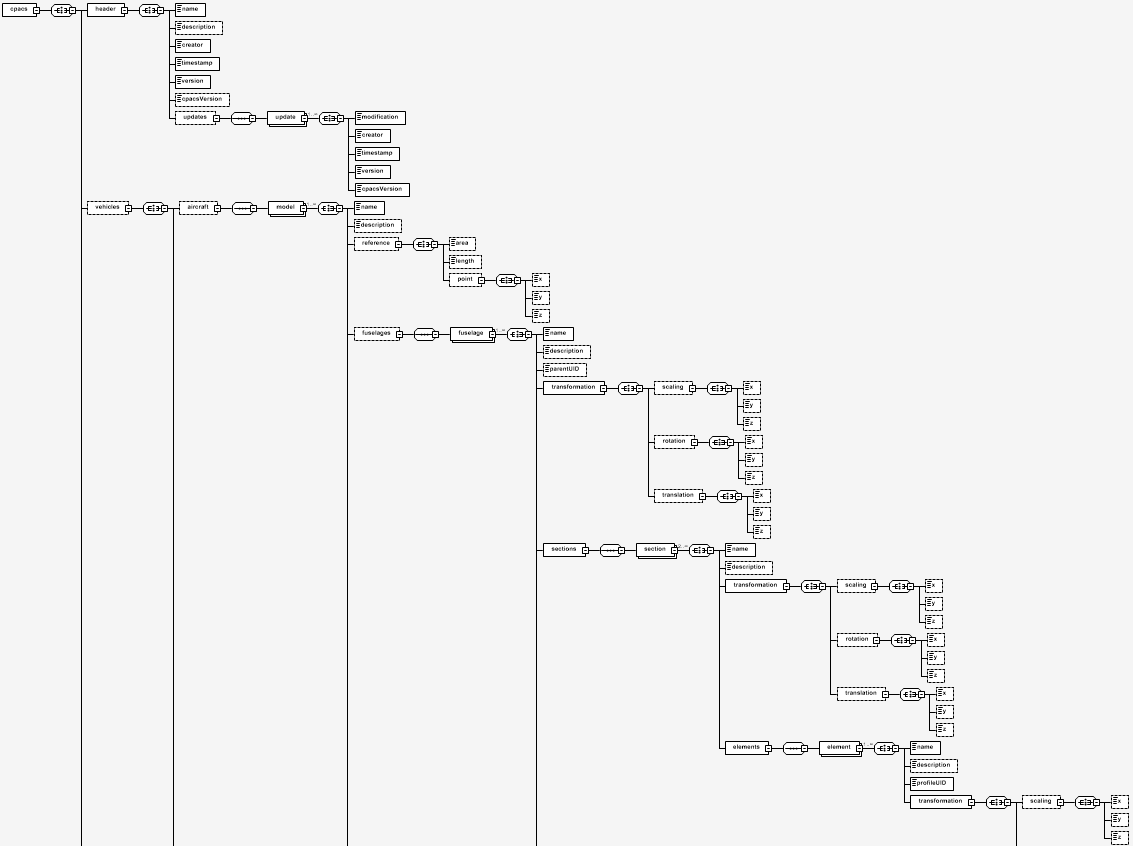 cpacs header name
description
creator
timestamp
version
cpacsVersion
updates update modification
creator
timestamp
version
cpacsVersion
vehicles aircraft model name
description
reference area
length
point x
y
z
fuselages fuselage name
description
parentUID
transformation scaling x
y
z
rotation x
y
z
translation x
y
z
sections section name
description
transformation scaling x
y
z
rotation x
y
z
translation x
y
z
elements element name
description
profileUID
transformation scaling x
y
z